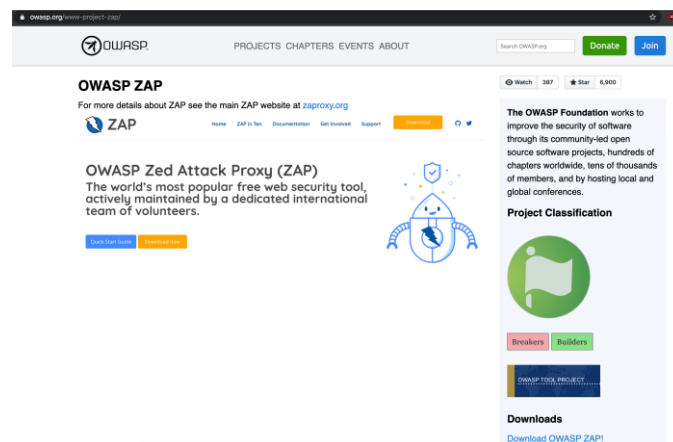 owasp.org/www-project-zap/
OWASP.
PROJECTS CHAPTERS EVENTS ABOUT
Search OWASP.org
Donate
Join
OWASP ZAP
For more details about ZAP see the main ZAP website at zaproxy.org
ZAP
Home ZAP in Ten Documentation Get Involved Support Download
OWASP Zed Attack Proxy (ZAP)
The world's most popular free web security tool,
actively maintained by a dedicated international
team of volunteers.
Quick Start Guide Download now
Watch 387 Star 6,900
The OWASP Foundation works to
improve the security of software
through its community-led open
source software projects, hundreds of
chapters worldwide, tens of thousands
of members, and by hosting local and
global conferences.
Project Classification
Breakers Builders
OWASP TOOL PROJECT
Downloads
Download OWASP ZAP!